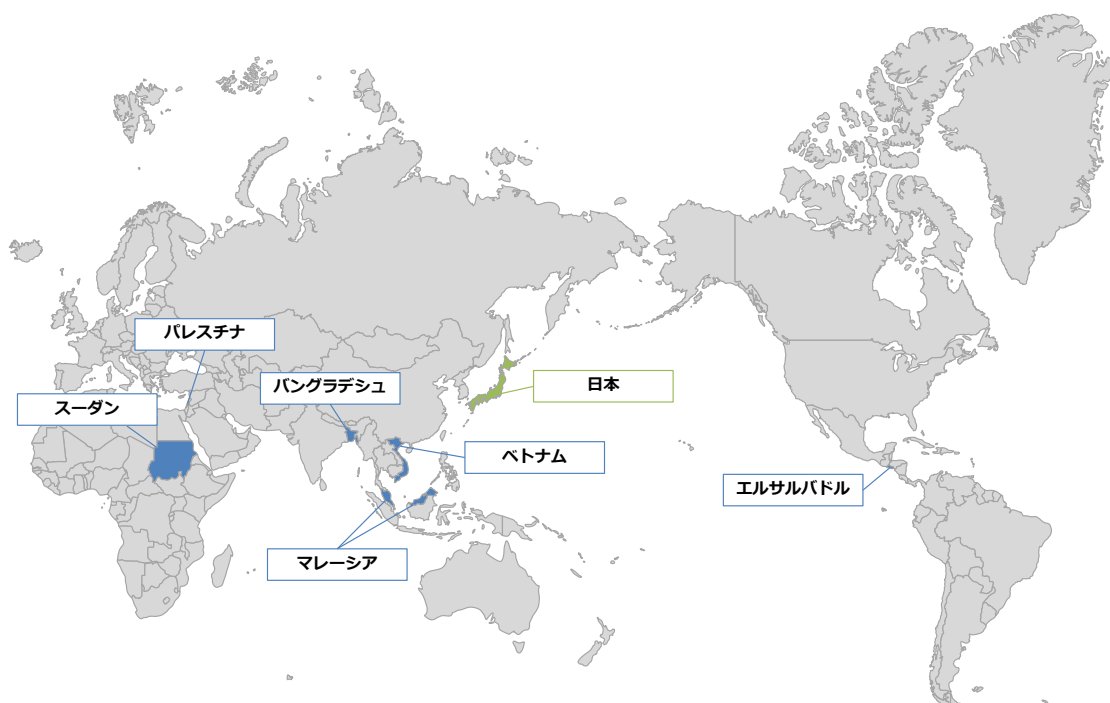 パレスチナ
バングラデシュ
日本
スーダン
ベトナム
エルサルバドル
マレーシア